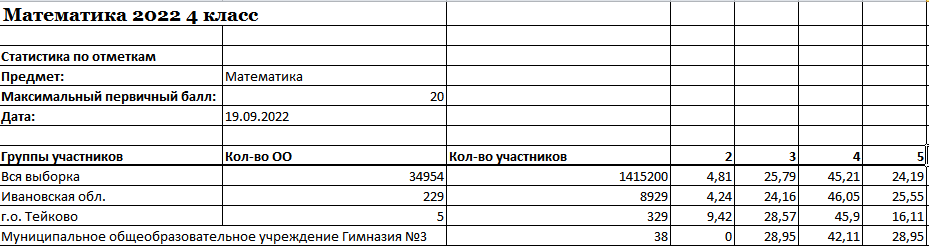 Математика 2022 4 класс
Статистика по отметкам
Предмет: Математика
Максимальный первичный балл: 20
Дата: 19.09.2022
Группы участников Кол-во ОО Кол-во участников 2 3 4 5
Вся выборка 34954 1415200 4,81 25,79 45,21 24,19
Ивановская обл. 229 8929 4,24 24,16 46,05 25,55
г.о. Тейково 5 329 9,42 28,57 45,9 16,11
Муниципальное общеобразовательное учреждение Гимназия №3 38 0 28,95 42,11 28,95